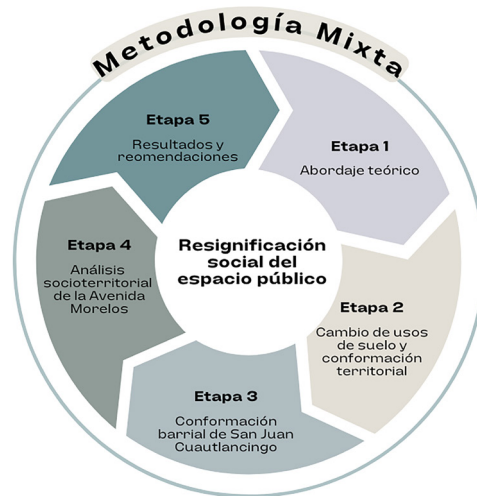 Metodología Mixta
Etapa 1
Abordaje teórico
Etapa 2
Cambio de usos
de suelo y
conformación
territorial
Etapa 3
Conformación
barrial de San Juan
Cuautlancingo
Etapa 4
Análisis
socioterritorial
de la Avenida
Morelos
Etapa 5
Resultados y
reomendaciones
Resignificación
social del
espacio público